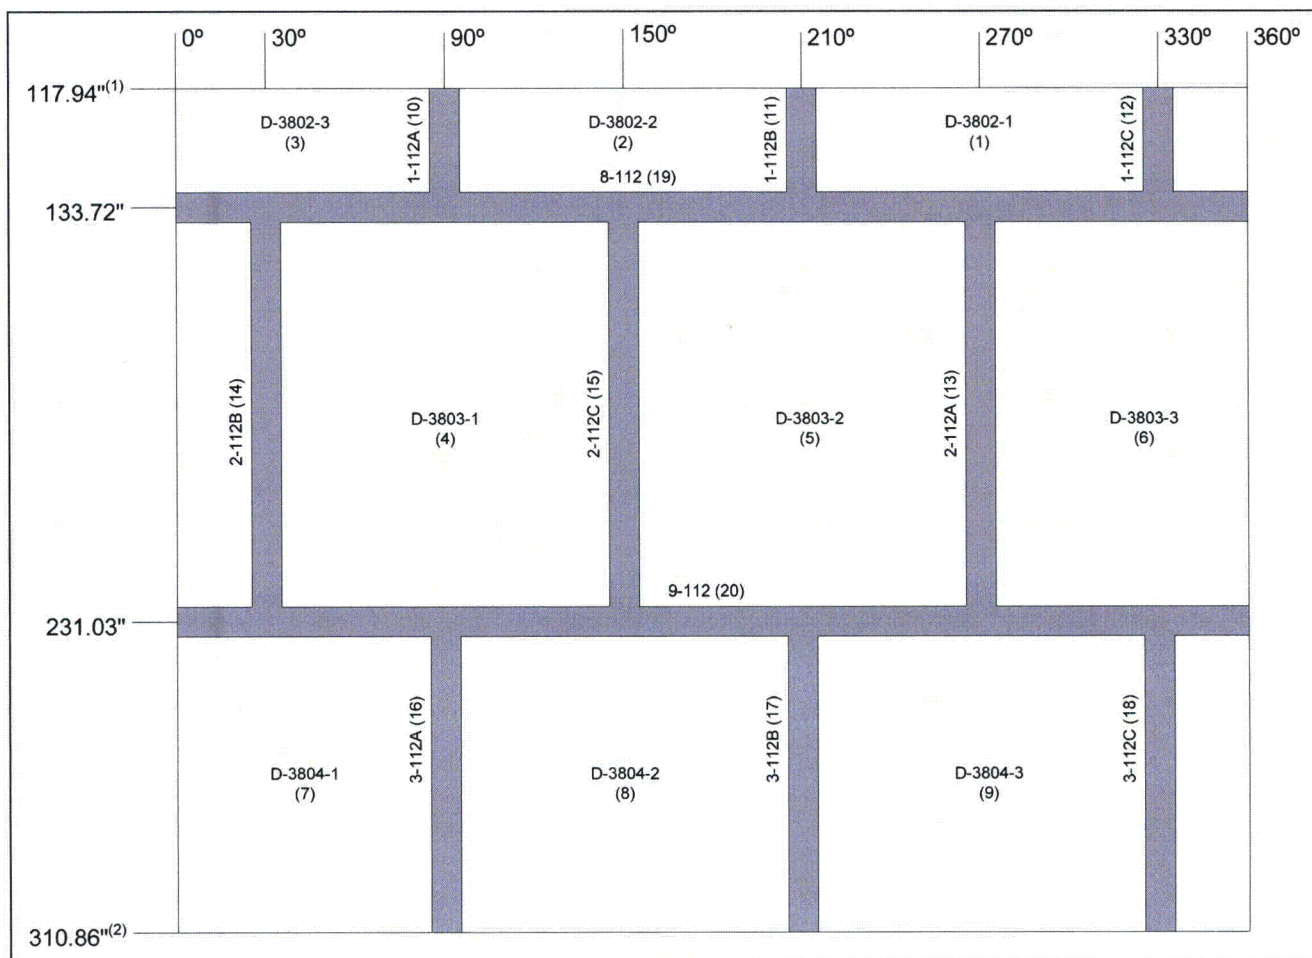 0º 30º 90º 150º 210º 270º 330º 360º
117.94"(1)
D-3802-3
(3)
1-112A (10)
D-3802-2
(2)
1-112B (11)
D-3802-1
(1)
1-112C (12)
8-112 (19)
133.72"
2-112B (14)
D-3803-1
(4)
2-112C (15)
D-3803-2
(5)
2-112A (13)
D-3803-3
(6)
9-112 (20)
231.03"
D-3804-1
(7)
3-112A (16)
D-3804-2
(8)
3-112B (17)
D-3804-3
(9)
3-112C (18)
310.86"(2)